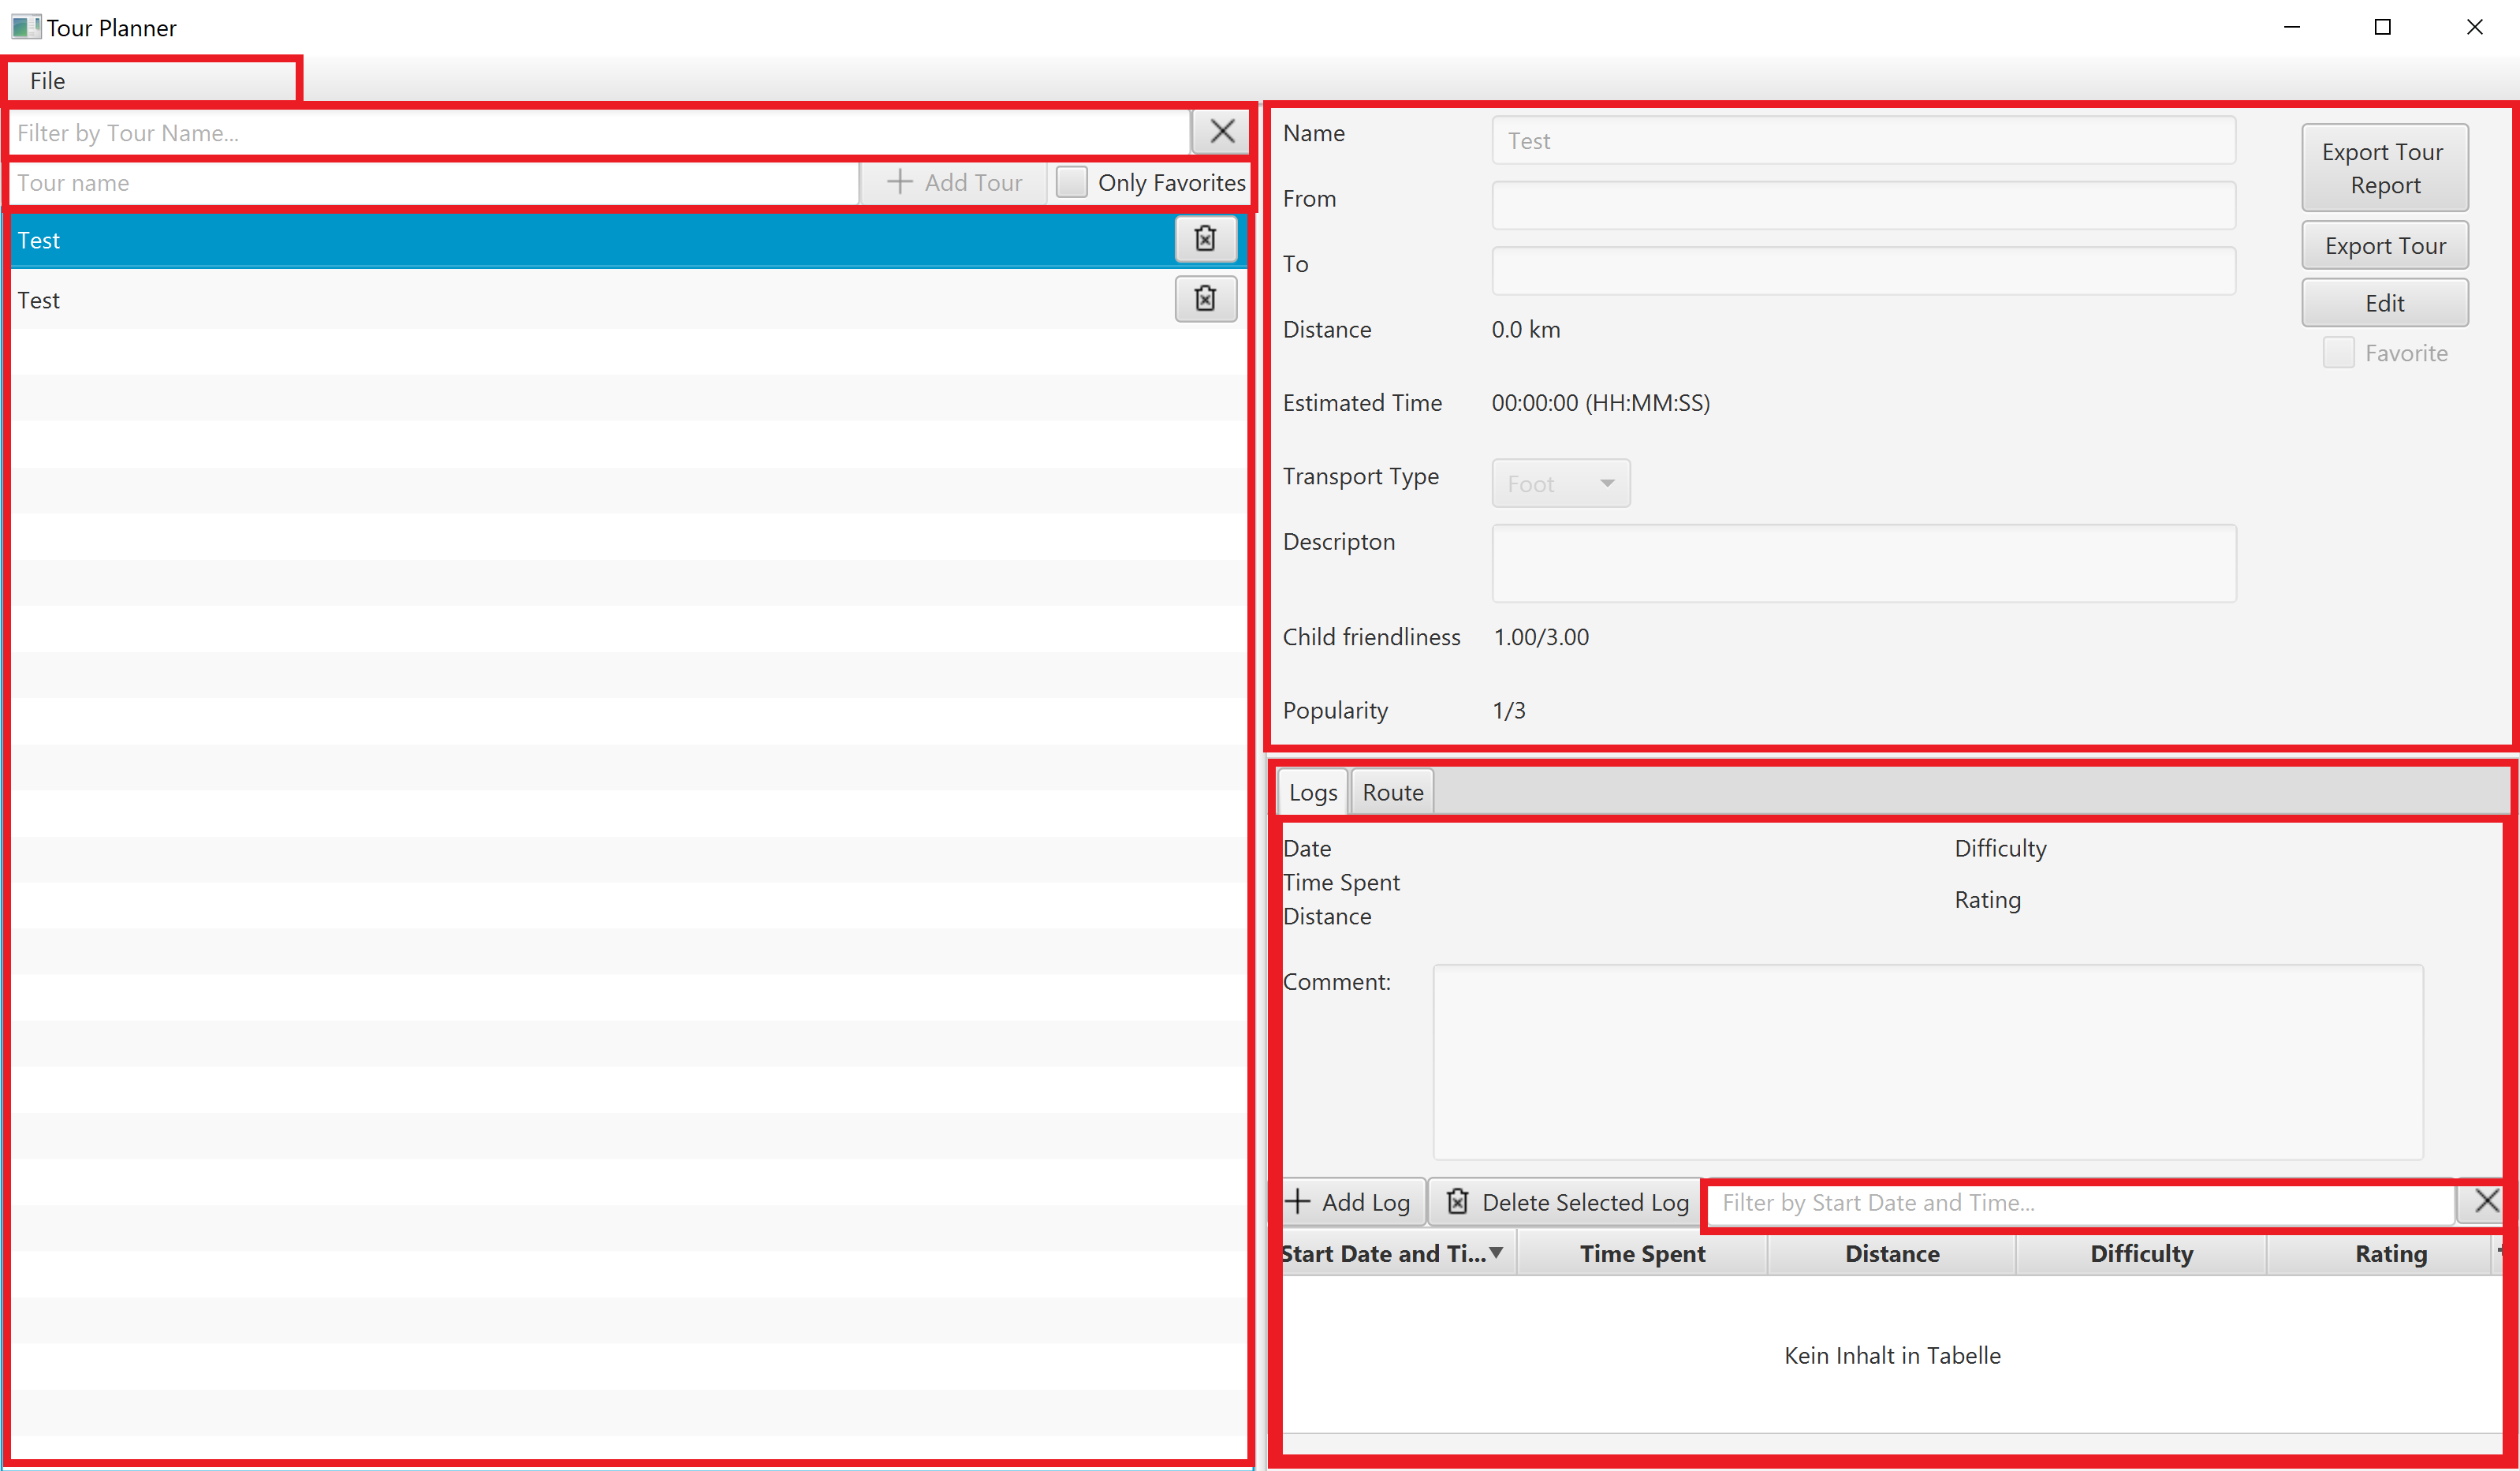 Tour Planner
File
Filter by Tour Name...
Tour name
Add Tour
Only Favorites
Test
Test
Name
Test
From
To
Distance
0.0 km
Estimated Time
00:00:00 (HH:MM:SS)
Transport Type
Foot
Descripton
Child friendliness
1.00/3.00
Popularity
1/3
Export Tour
Report
Export Tour
Edit
Favorite
Logs
Route
Date
Difficulty
Time Spent
Rating
Distance
Comment:
Add Log
Delete Selected Log
Filter by Start Date and Time...
Start Date and Ti...
Time Spent
Distance
Difficulty
Rating
Kein Inhalt in Tabelle